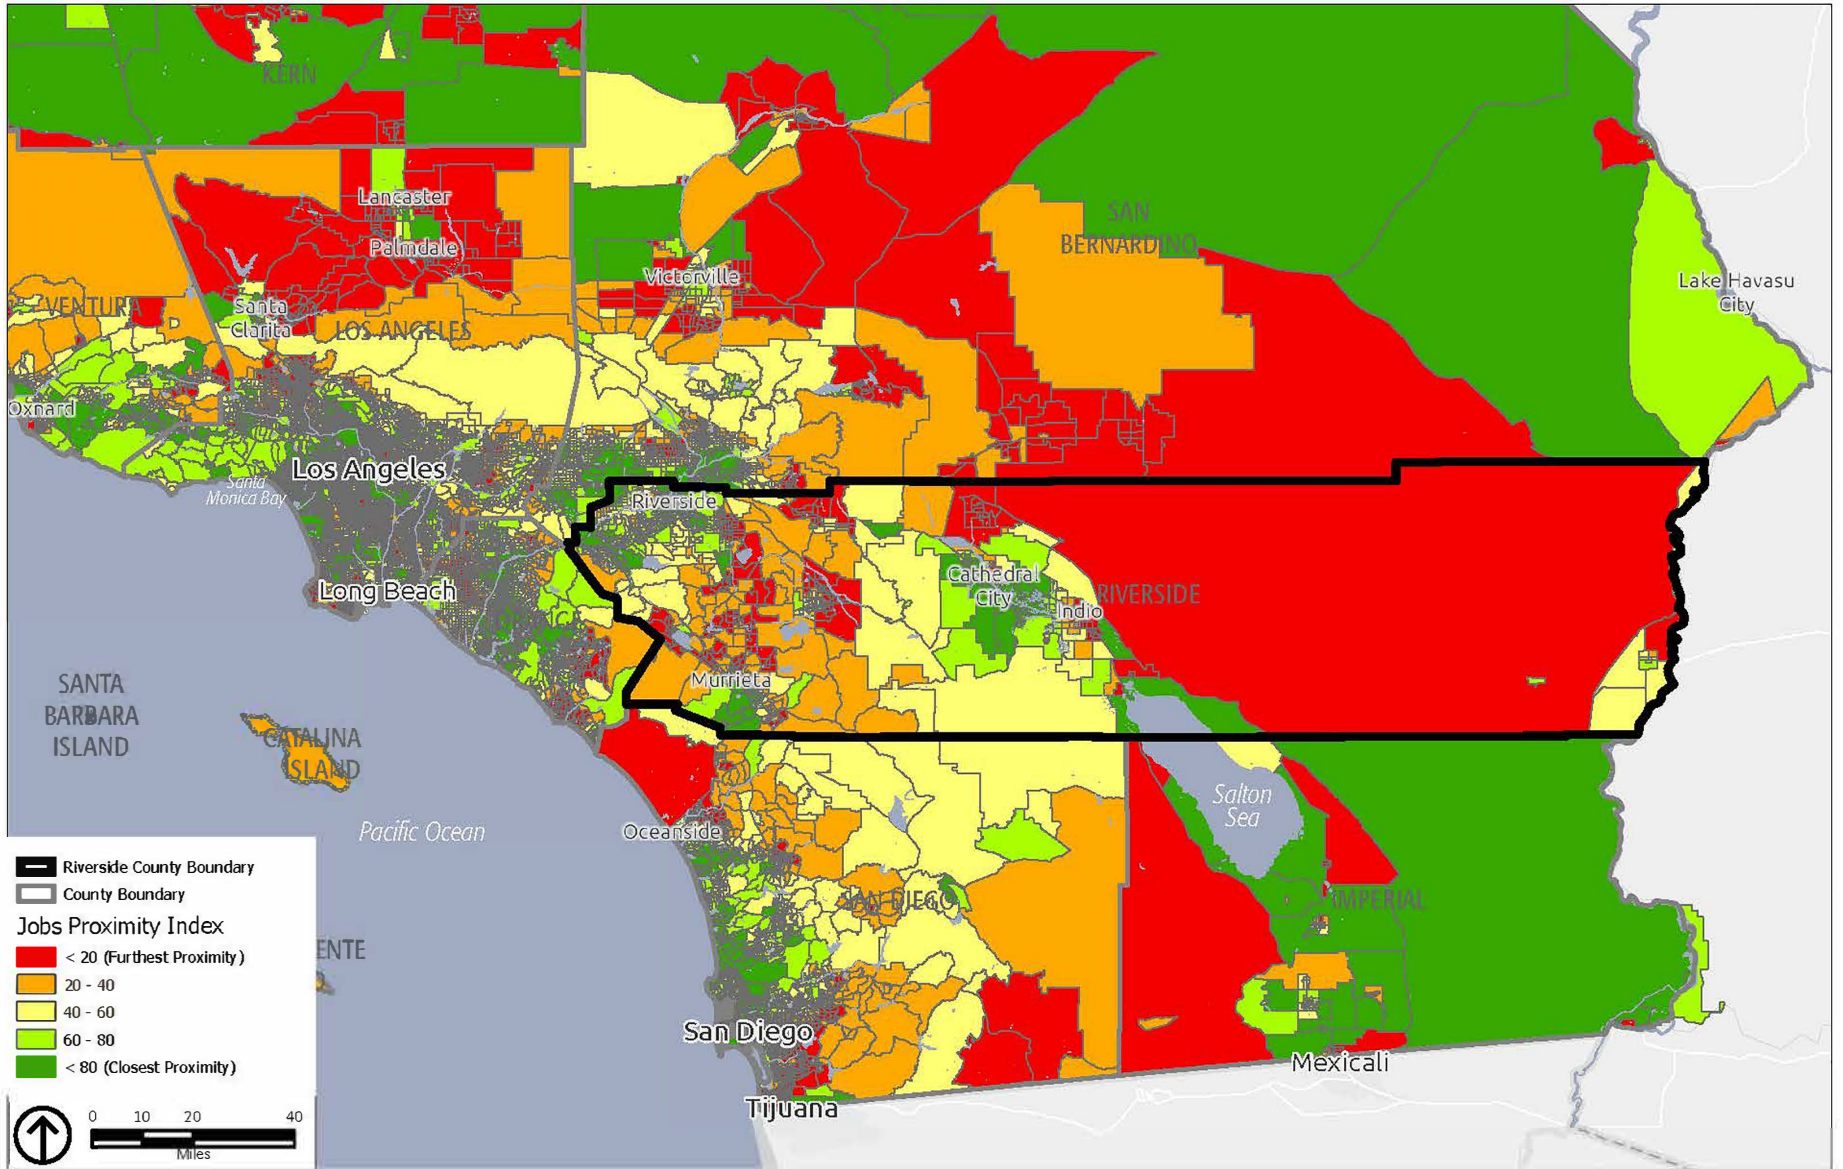 KERN
Lancaster
Palmdale
SAN
BERNARDINO
Victorville
Lake Havasu
City
VENTURA
Santa
Clarita
LOS ANGELES
Oxnard
Los Angeles
Santa
Monica Bay
Riverside
Long Beach
Cathedral
City
RIVERSIDE
Indio
Murrieta
SANTA
BARBARA
ISLAND
CATALINA
ISLAND
Salton
Sea
Pacific Ocean
Oceanside
SAN DIEGO
IMPERIAL
ENTE
San Diego
Mexicali
Tijuana
Riverside County Boundary
County Boundary
Jobs Proximity Index
< 20 (Furthest Proximity)
20 - 40
40 - 60
60 - 80
< 80 (Closest Proximity)
0 10 20 40
Miles